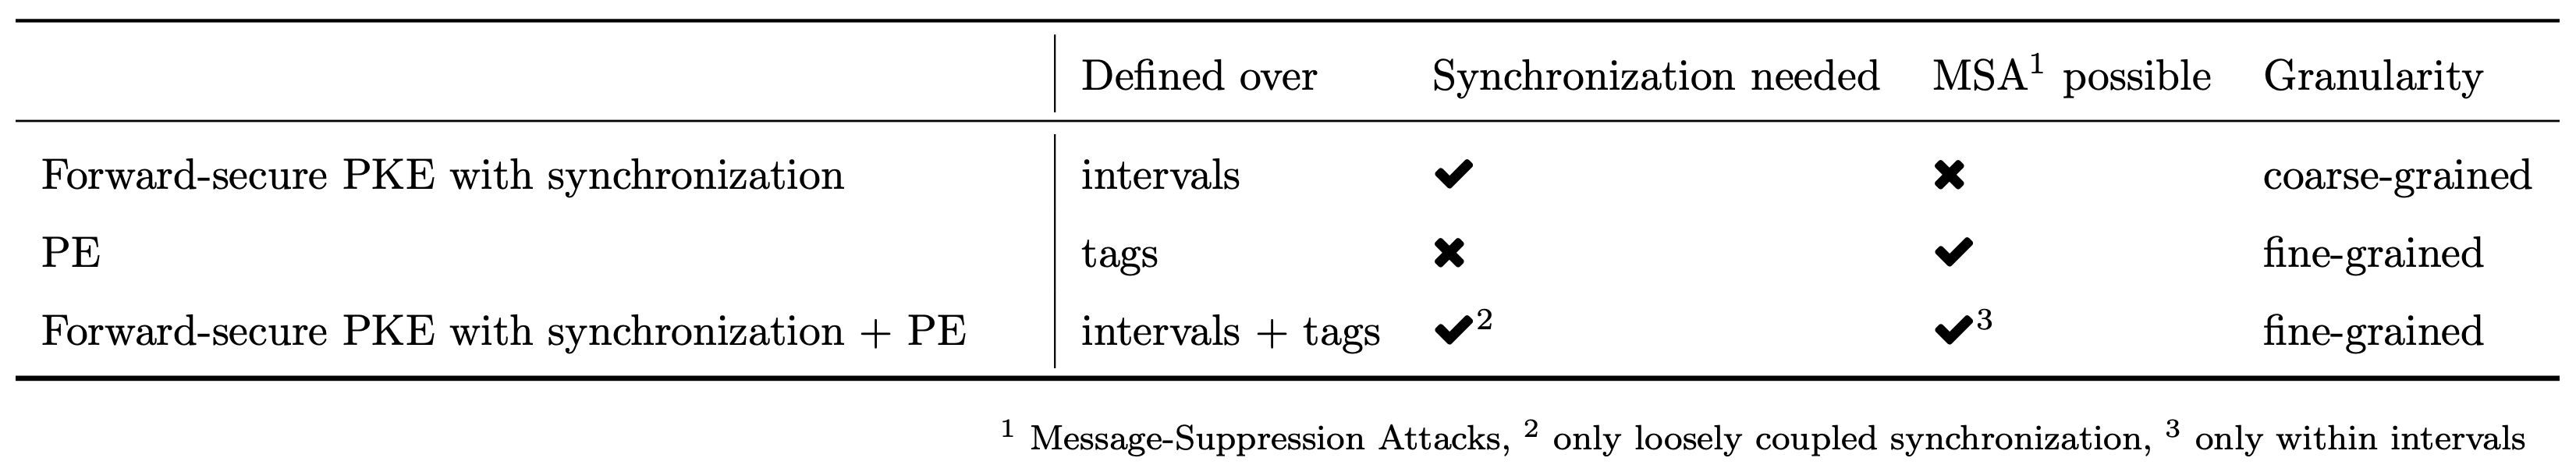 Defined over Synchronization needed MSA¹ possible Granularity
Forward-secure PKE with synchronization intervals ✔ ✖ coarse-grained
PE tags ✖ ✔ fine-grained
Forward-secure PKE with synchronization + PE intervals + tags ✔² ✔³ fine-grained
¹ Message-Suppression Attacks, ² only loosely coupled synchronization, ³ only within intervals